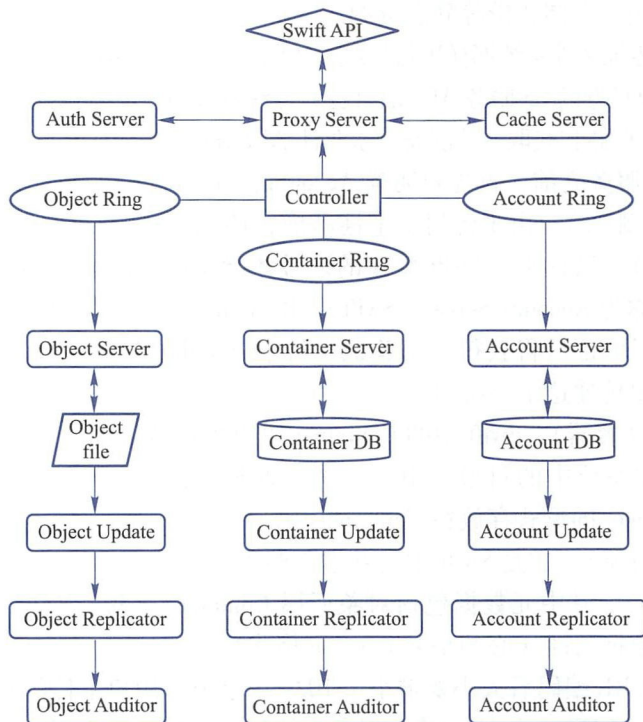 Swift API
Auth Server
Proxy Server
Cache Server
Object Ring
Controller
Account Ring
Container Ring
Object Server
Container Server
Account Server
Object
file
Container DB
Account DB
Object Update
Container Update
Account Update
Object Replicator
Container Replicator
Account Replicator
Object Auditor
Container Auditor
Account Auditor